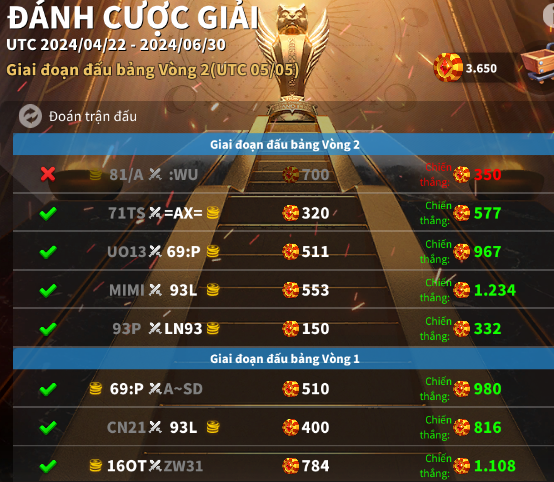 ĐÁNH CƯỢC GIẢI
UTC 2024/04/22 - 2024/06/30
Giai đoạn đấu bảng Vòng 2(UTC 05/05)
3.650
Đoán trận đấu
Giai đoạn đấu bảng Vòng 2
81/A :WU 700 Chiến thắng: 350
71TS =AX= 320 Chiến thắng: 577
UO13 69:P 511 Chiến thắng: 967
MIMI 93L 553 Chiến thắng: 1.234
93P LN93 150 Chiến thắng: 332
Giai đoạn đấu bảng Vòng 1
69:P A~SD 510 Chiến thắng: 980
CN21 93L 400 Chiến thắng: 816
16OT ZW31 784 Chiến thắng: 1.108